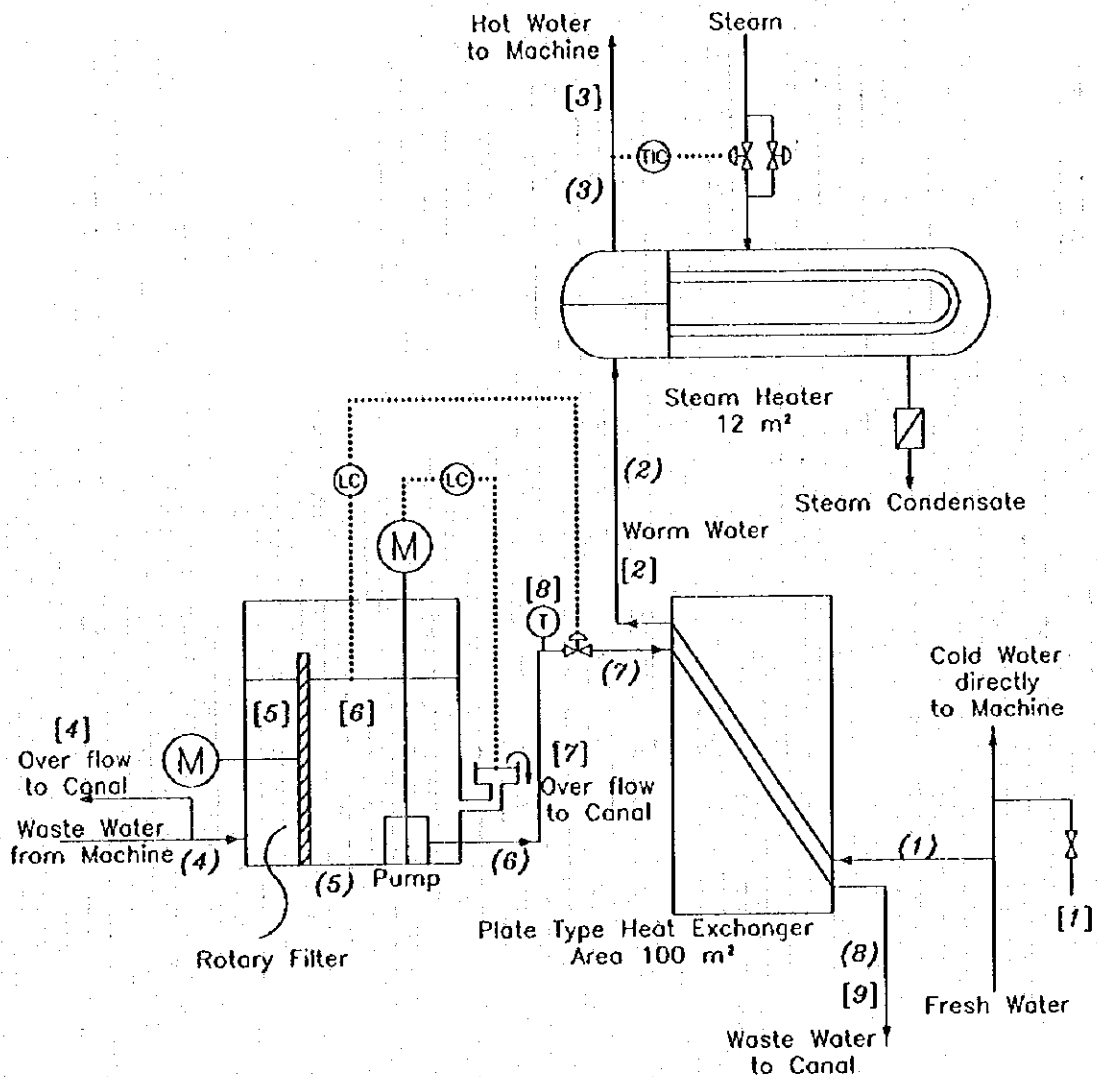 Hot Water
to Machine
Steam
[3]
TIC
(3)
Steam Heater
12 m²
(2)
LC
LC
Steam Condensate
Warm Water
M
[2]
[8]
T
(7)
Cold Water
directly
to Machine
[5]
[6]
[4]
Over flow
to Canal
M
[7]
Over flow
to Canal
Waste Water
from Machine
(4)
(6)
(1)
(5)
Pump
[1]
Plate Type Heat Exchanger
Area 100 m²
Rotary Filter
(8)
[9]
Fresh Water
Waste Water
to Canal